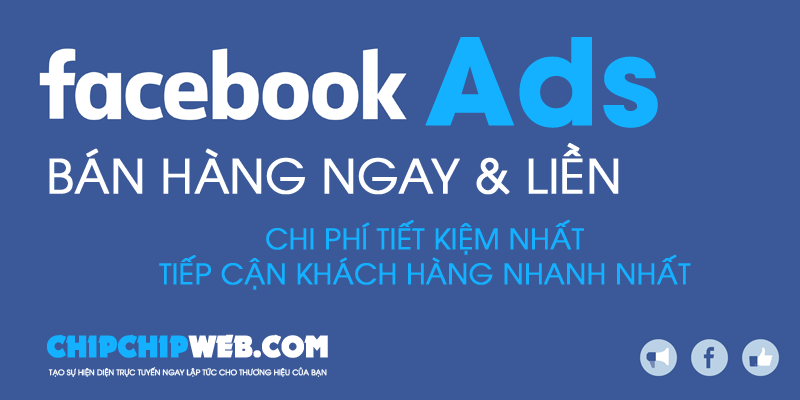 facebook Ads
BÁN HÀNG NGAY & LIỀN
CHI PHÍ TIẾT KIỆM NHẤT
TIẾP CẬN KHÁCH HÀNG NHANH NHẤT
CHIPCHIPWEB.COM
TẠO SỰ HIỆN DIỆN TRỰC TUYẾN NGAY LẬP TỨC CHO THƯƠNG HIỆU CỦA BẠN